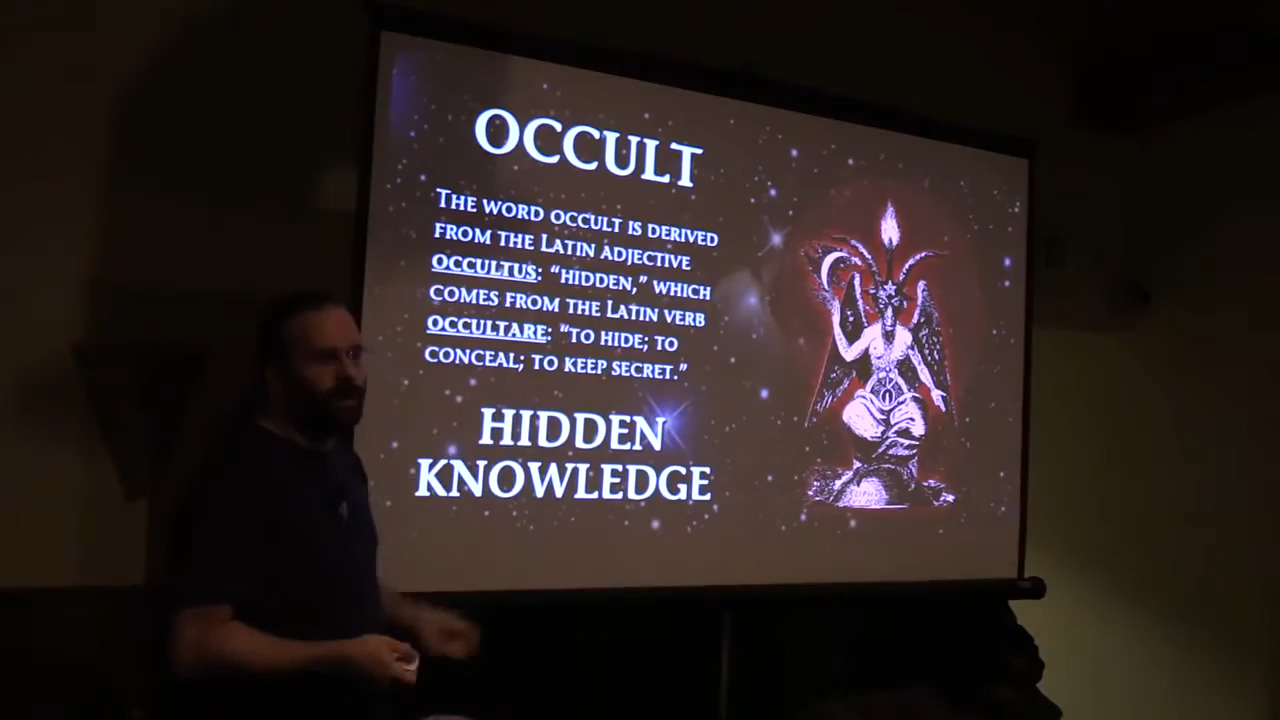 OCCULT
THE WORD OCCULT IS DERIVED
FROM THE LATIN ADJECTIVE
OCCULTUS: “HIDDEN,” WHICH
COMES FROM THE LATIN VERB
OCCULTARE: “TO HIDE; TO
CONCEAL; TO KEEP SECRET.”
HIDDEN
KNOWLEDGE